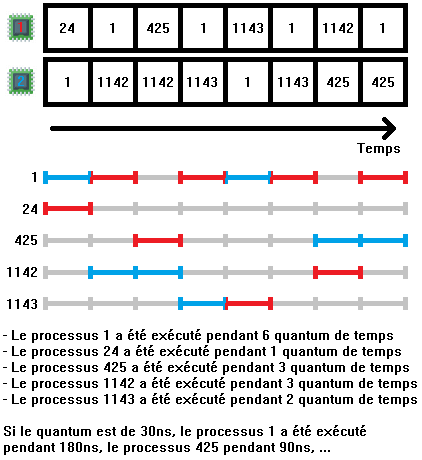 1 24 1 425 1 1143 1 1142 1
2 1 1142 1142 1143 1 1143 425 425
Temps
1
24
425
1142
1143
- Le processus 1 a été exécuté pendant 6 quantum de temps
- Le processus 24 a été exécuté pendant 1 quantum de temps
- Le processus 425 a été exécuté pendant 3 quantum de temps
- Le processus 1142 a été exécuté pendant 3 quantum de temps
- Le processus 1143 a été exécuté pendant 2 quantum de temps
Si le quantum est de 30ns, le processus 1 a été exécuté
pendant 180ns, le processus 425 pendant 90ns, ...